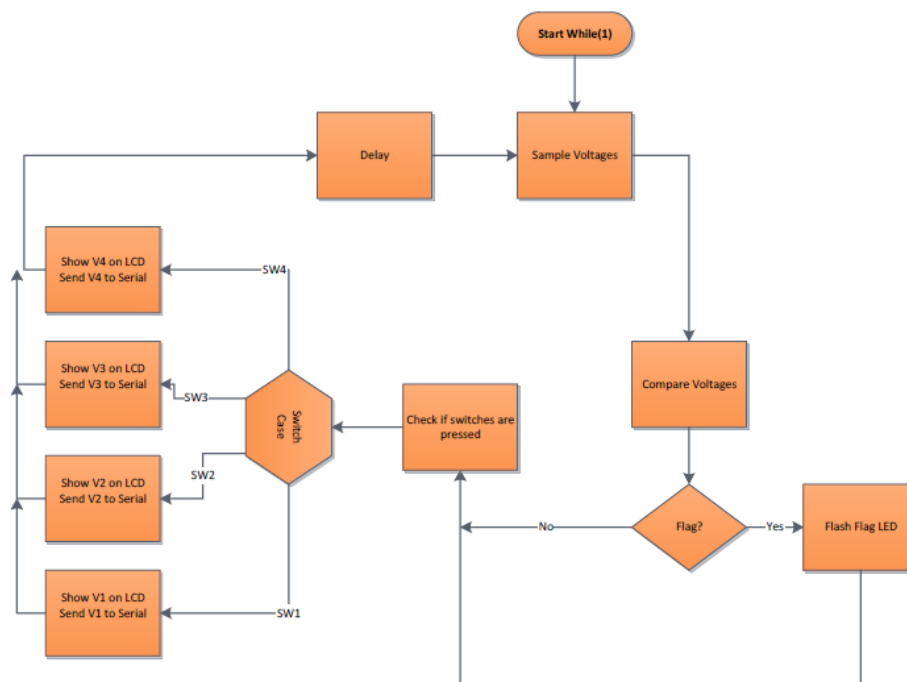 Start While(1)
Delay
Sample Voltages
Show V4 on LCD
Send V4 to Serial
SW4
Show V3 on LCD
Send V3 to Serial
SW3
Switch
Case
Check if switches are
pressed
Compare Voltages
Show V2 on LCD
Send V2 to Serial
SW2
No
Flag?
Yes
Flash Flag LED
Show V1 on LCD
Send V1 to Serial
SW1